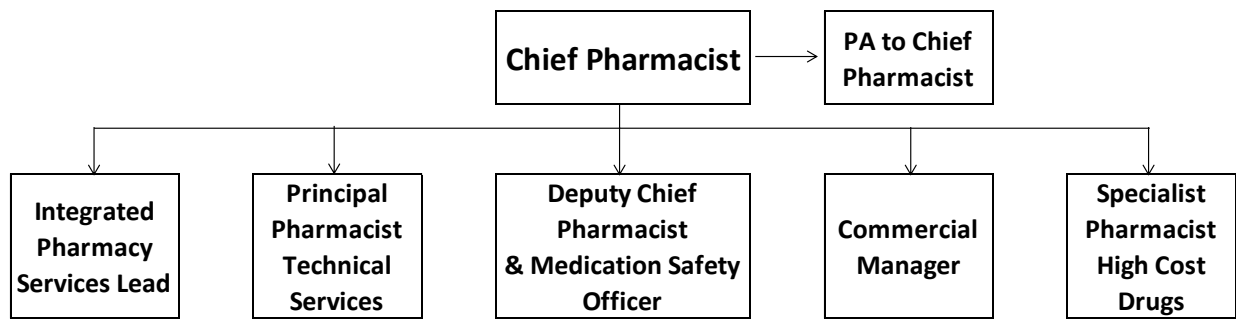 Chief Pharmacist
PA to Chief
Pharmacist
Integrated
Pharmacy
Services Lead
Principal
Pharmacist
Technical
Services
Deputy Chief
Pharmacist
& Medication Safety
Officer
Commercial
Manager
Specialist
Pharmacist
High Cost
Drugs